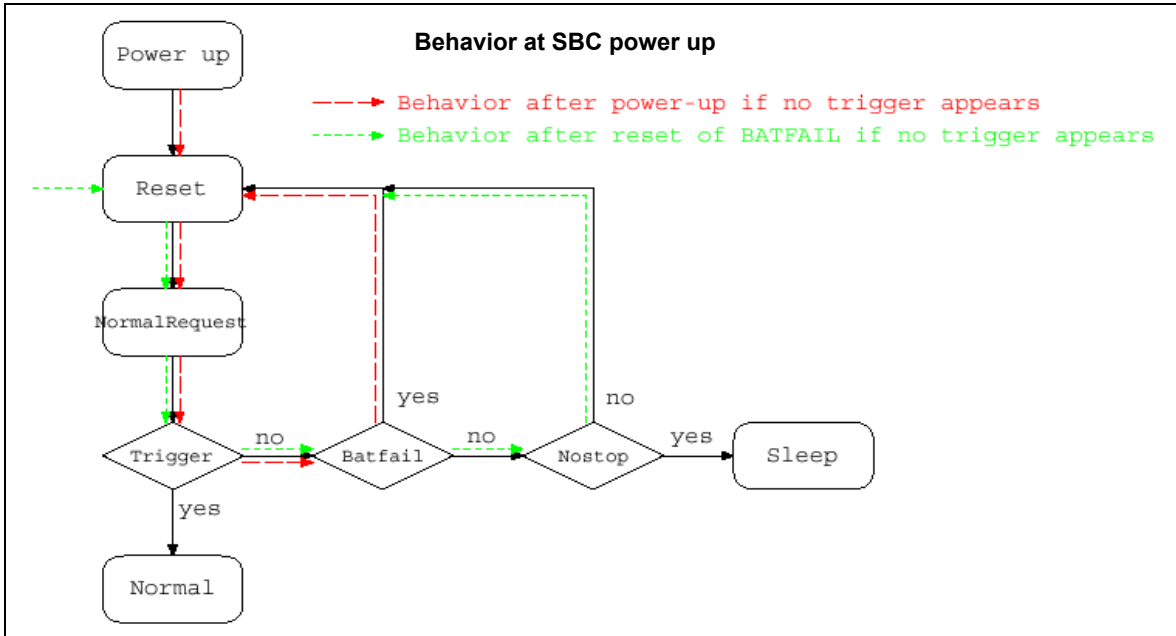 Behavior at SBC power up
Power up
Behavior after power-up if no trigger appears
Behavior after reset of BATFAIL if no trigger appears
Reset
NormalRequest
yes
no
Trigger
no
Batfail
no
Nostop
yes
Sleep
yes
Normal